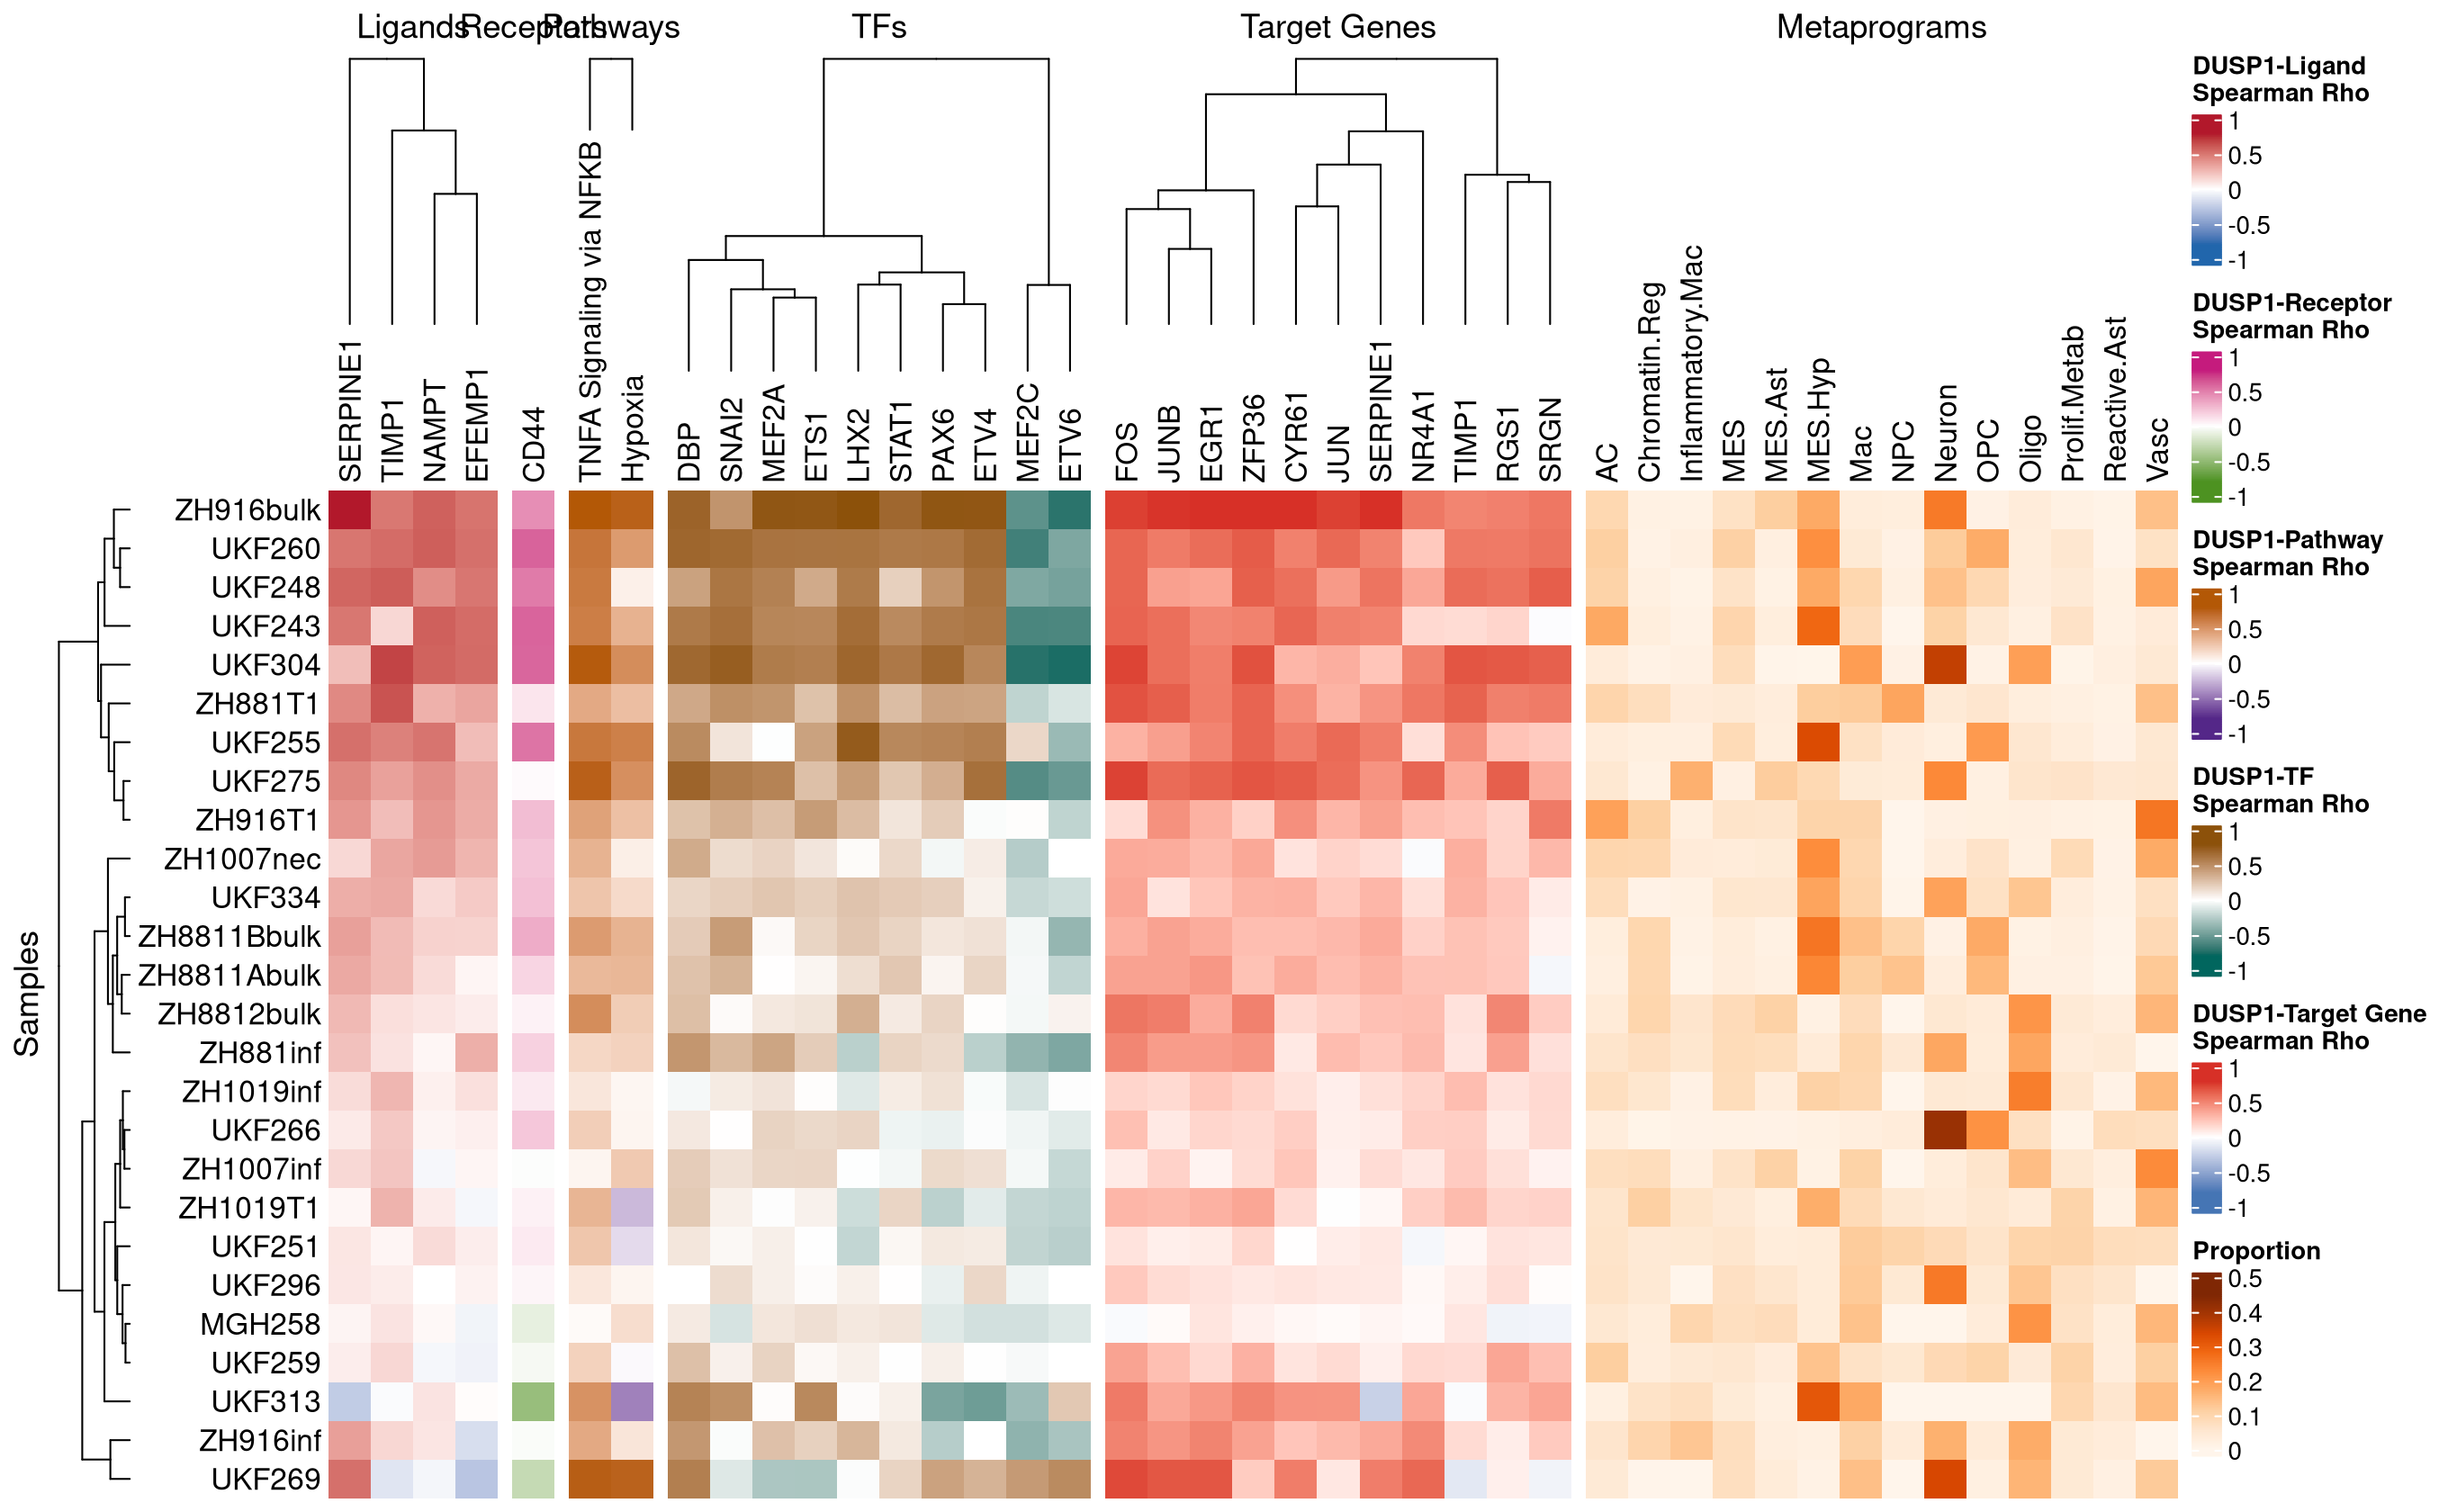 Ligands
Receptors
Pathways
TFs
Target Genes
Metaprograms
SERPINE1
TIMP1
NAMPT
EFEMP1
CD44
TNFA Signaling via NFKB
Hypoxia
DBP
SNAI2
MEF2A
ETS1
LHX2
STAT1
PAX6
ETV4
MEF2C
ETV6
FOS
JUNB
EGR1
ZFP36
CYR61
JUN
SERPINE1
NR4A1
TIMP1
RGS1
SRGN
AC
Chromatin.Reg
Inflammatory.Mac
MES
MES.Ast
MES.Hyp
Mac
NPC
Neuron
OPC
Oligo
Prolif.Metab
Reactive.Ast
Vasc
Samples
ZH916bulk
UKF260
UKF248
UKF243
UKF304
ZH881T1
UKF255
UKF275
ZH916T1
ZH1007nec
UKF334
ZH8811Bbulk
ZH8811Abulk
ZH8812bulk
ZH881inf
ZH1019inf
UKF266
ZH1007inf
ZH1019T1
UKF251
UKF296
MGH258
UKF259
UKF313
ZH916inf
UKF269
DUSP1-Ligand
Spearman Rho
1
0.5
0
-0.5
-1
DUSP1-Receptor
Spearman Rho
1
0.5
0
-0.5
-1
DUSP1-Pathway
Spearman Rho
1
0.5
0
-0.5
-1
DUSP1-TF
Spearman Rho
1
0.5
0
-0.5
-1
DUSP1-Target Gene
Spearman Rho
1
0.5
0
-0.5
-1
Proportion
0.5
0.4
0.3
0.2
0.1
0